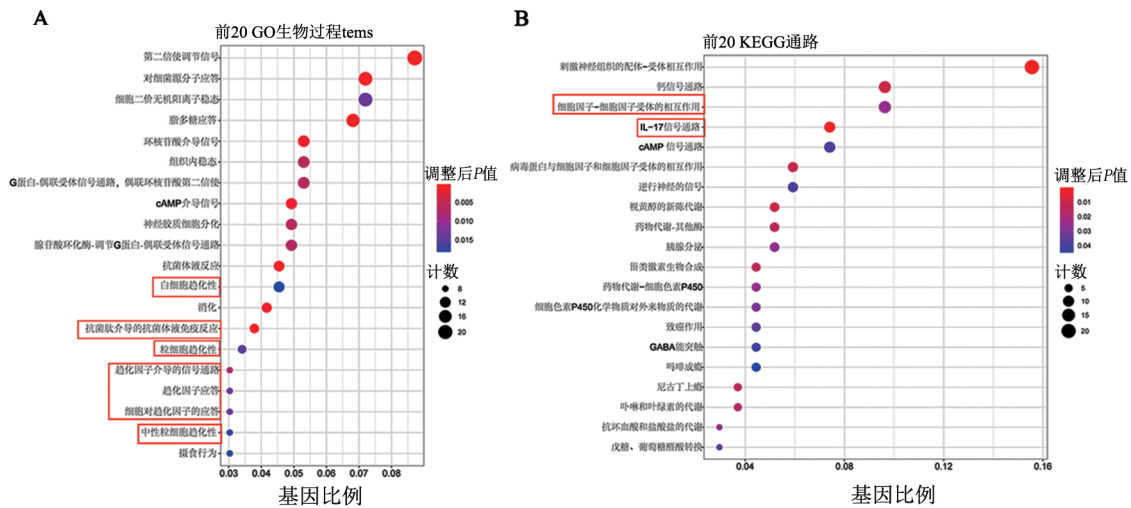 A
前20 GO生物过程tems
第二信使调节信号
对细菌源分子应答
细胞二价无机阳离子稳态
脂多糖应答
环核苷酸介导信号
组织内稳态
G蛋白-偶联受体信号通路，偶联环核苷酸第二信使
cAMP介导信号
神经胶质细胞分化
腺苷酸环化酶-调节G蛋白-偶联受体信号通路
抗菌体液反应
白细胞趋化性
消化
抗菌肽介导的抗菌体液免疫反应
粒细胞趋化性
趋化因子介导的信号通路
趋化因子应答
细胞对趋化因子的应答
中性粒细胞趋化性
摄食行为
0.03 0.04 0.05 0.06 0.07 0.08
基因比例
调整后P值
0.005
0.010
0.015
计数
8
12
16
20
B
前20 KEGG通路
刺激神经组织的配体-受体相互作用
钙信号通路
细胞因子-细胞因子受体的相互作用
IL-17信号通路
cAMP 信号通路
病毒蛋白与细胞因子和细胞因子受体的相互作用
逆行神经的信号
视黄醇的新陈代谢
药物代谢-其他酶
胰腺分泌
甾类激素生物合成
药物代谢-细胞色素P450
细胞色素P450化学物质对外来物质的代谢
致癌作用
GABA能突触
吗啡成瘾
尼古丁上瘾
卟啉和叶绿素的代谢
抗坏血酸和盐酸盐的代谢
戊糖、葡萄糖醛酸转换
0.04 0.08 0.12 0.16
基因比例
调整后P值
0.01
0.02
0.03
0.04
计数
5
10
15
20